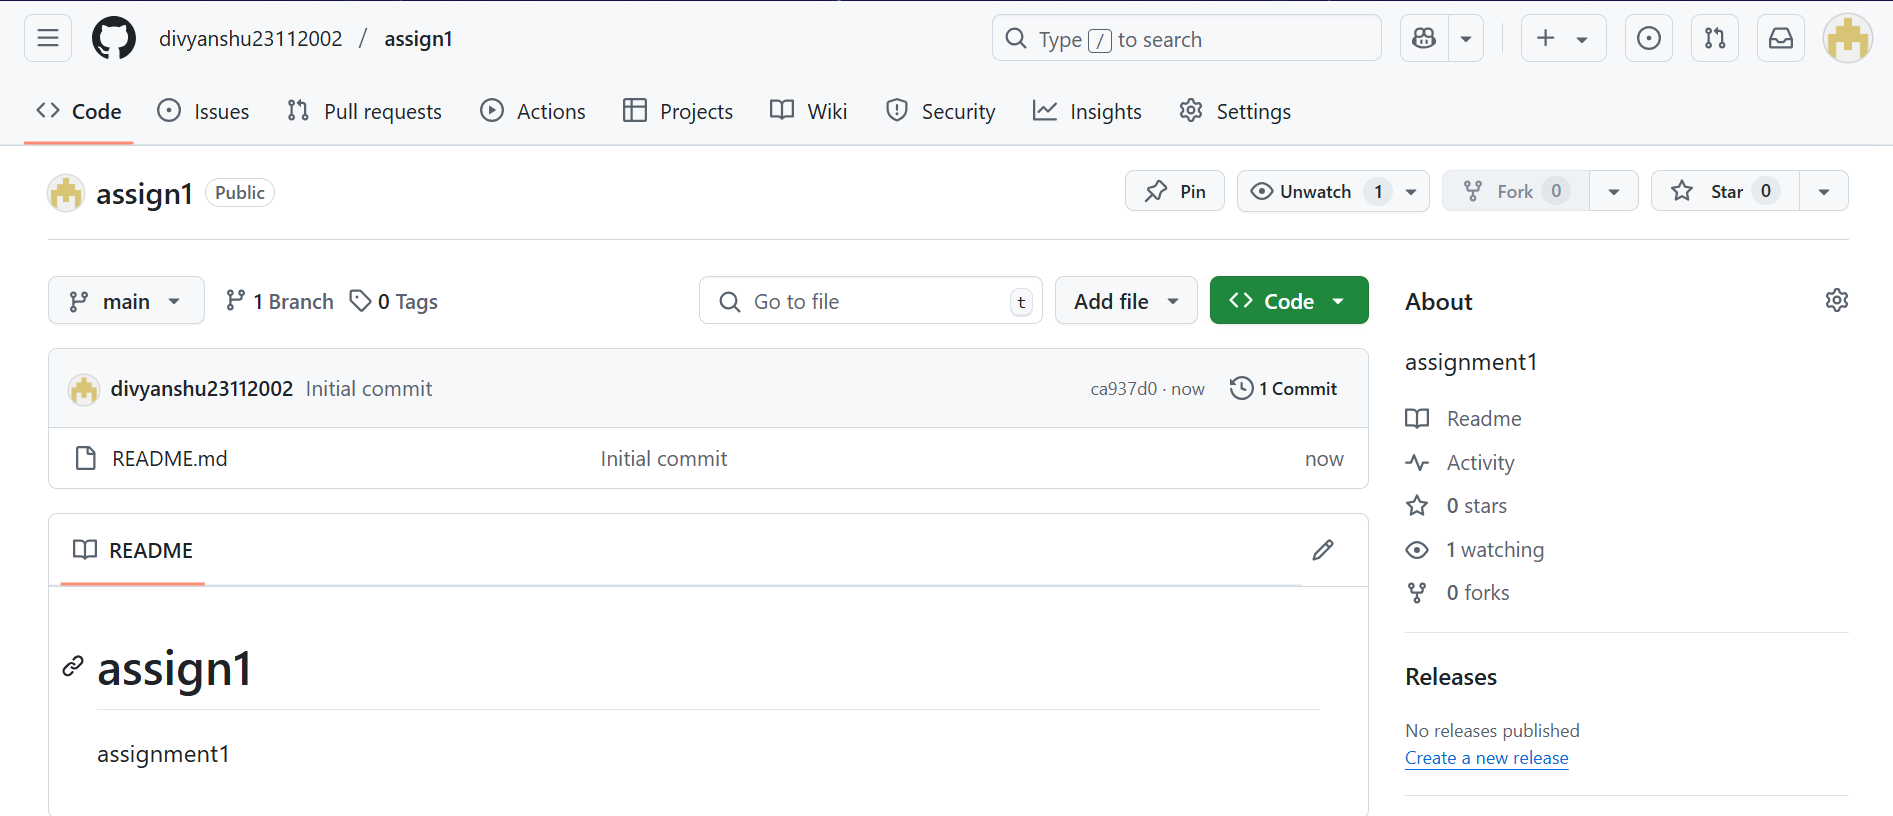 divyanshu23112002 / assign1
Type / to search
Code Issues Pull requests Actions Projects Wiki Security Insights Settings
assign1 Public
Pin Unwatch 1 Fork 0 Star 0
main 1 Branch 0 Tags
Go to file t Add file Code
divyanshu23112002 Initial commit ca937d0 · now 1 Commit
README.md Initial commit now
README
assign1
assignment1
About
assignment1
Readme
Activity
0 stars
1 watching
0 forks
Releases
No releases published
Create a new release